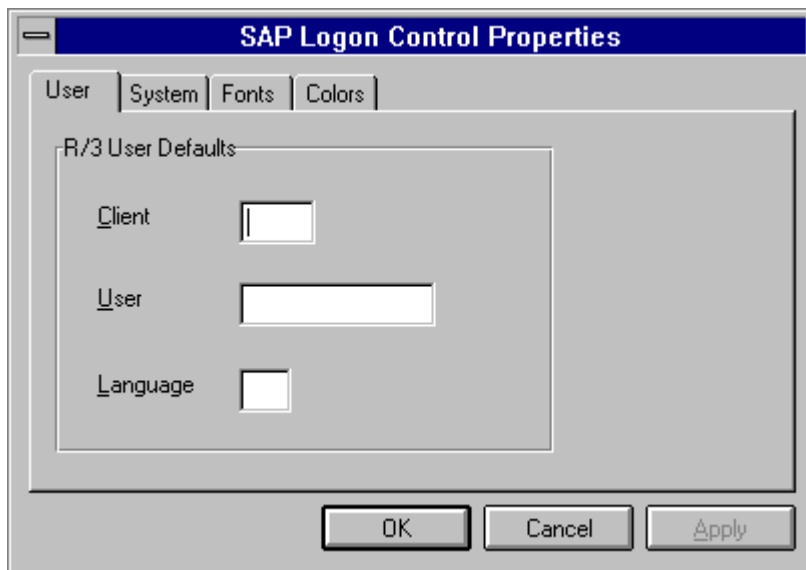 SAP Logon Control Properties
User System Fonts Colors
R/3 User Defaults
Client
User
Language
OK Cancel Apply